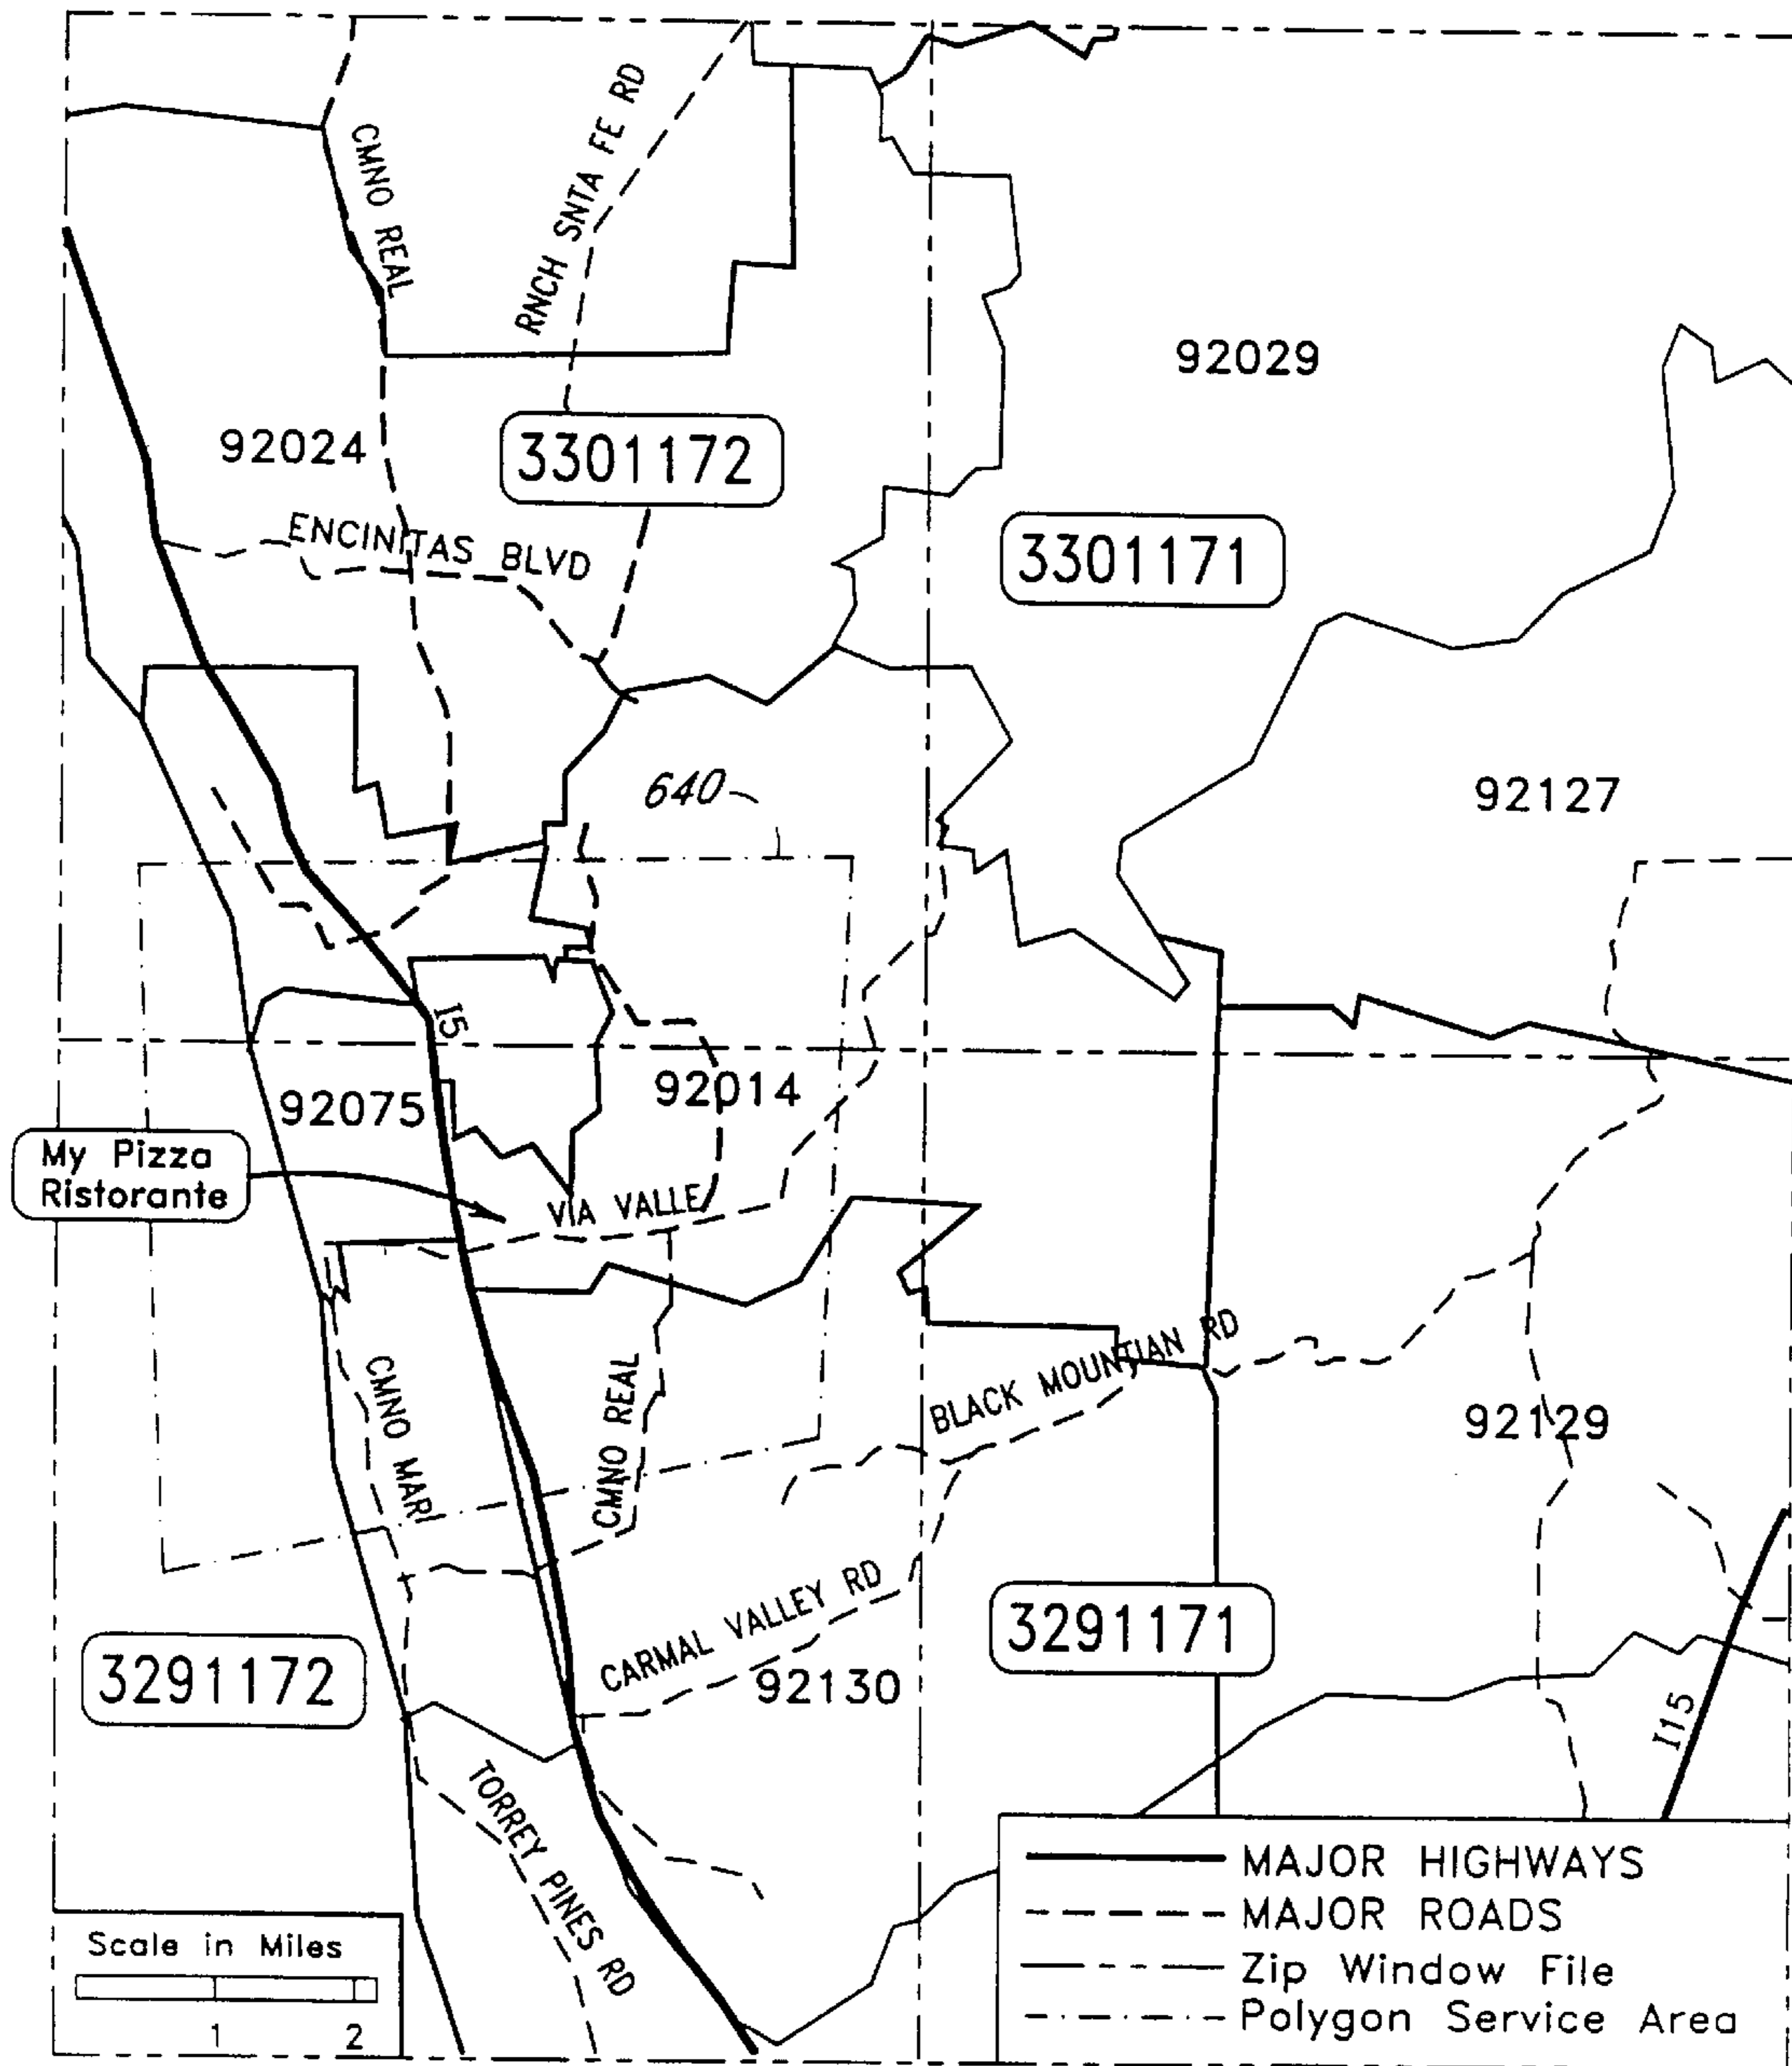 CMNO REAL
RNCH SNTA FE RD
92029
92024
3301172
ENCINITAS BLVD
3301171
640
92127
I5
92075
92014
My Pizza
Ristorante
VIA VALLE
CMNO MARI
CMNO REAL
BLACK MOUNTIAN RD
92129
CARMAL VALLEY RD
3291172
92130
3291171
I15
TORREY PINES RD
MAJOR HIGHWAYS
MAJOR ROADS
Zip Window File
Polygon Service Area
Scale in Miles
1 2